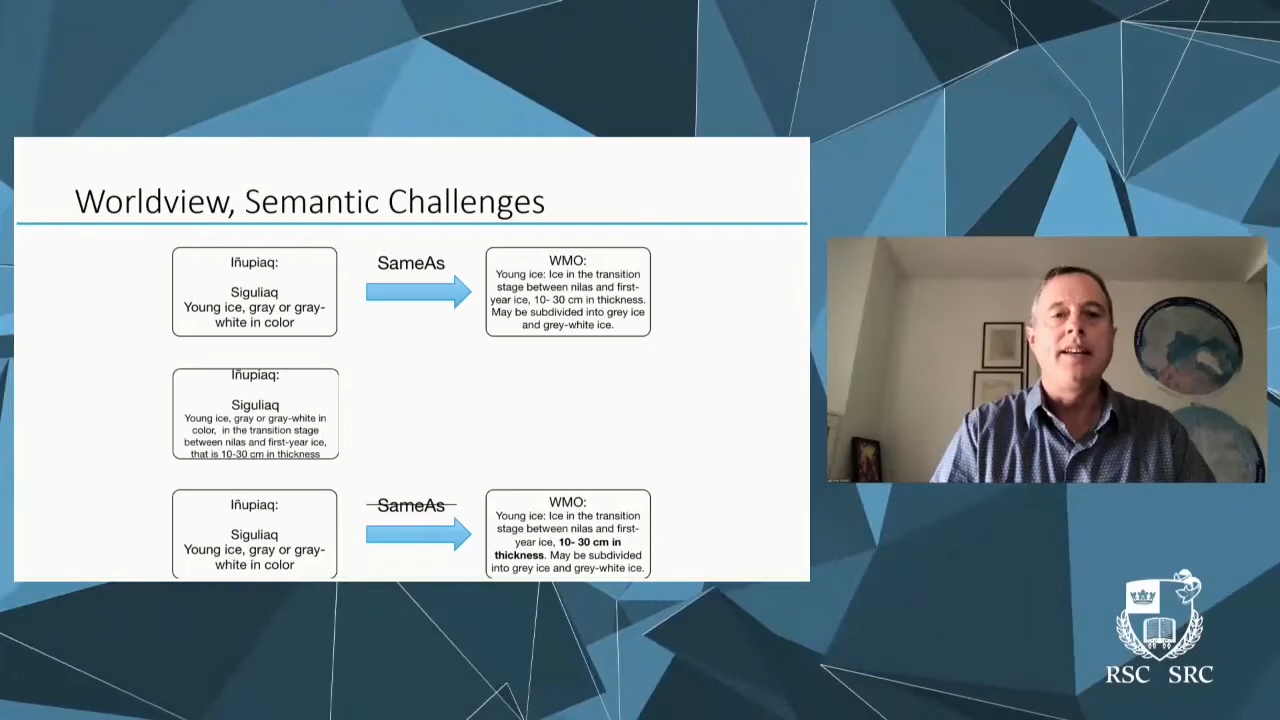 Worldview, Semantic Challenges
Iñupiaq:
Siguliaq
Young ice, gray or gray-
white in color
SameAs
WMO:
Young ice: Ice in the transition
stage between nilas and first-
year ice, 10- 30 cm in thickness.
May be subdivided into grey ice
and grey-white ice.
Iñupiaq:
Siguliaq
Young ice, gray or gray-white in
color, in the transition stage
between nilas and first-year ice,
that is 10-30 cm in thickness
Iñupiaq:
Siguliaq
Young ice, gray or gray-
white in color
SameAs
WMO:
Young ice: Ice in the transition
stage between nilas and first-
year ice, 10- 30 cm in
thickness. May be subdivided
into grey ice and grey-white ice.
RSC SRC